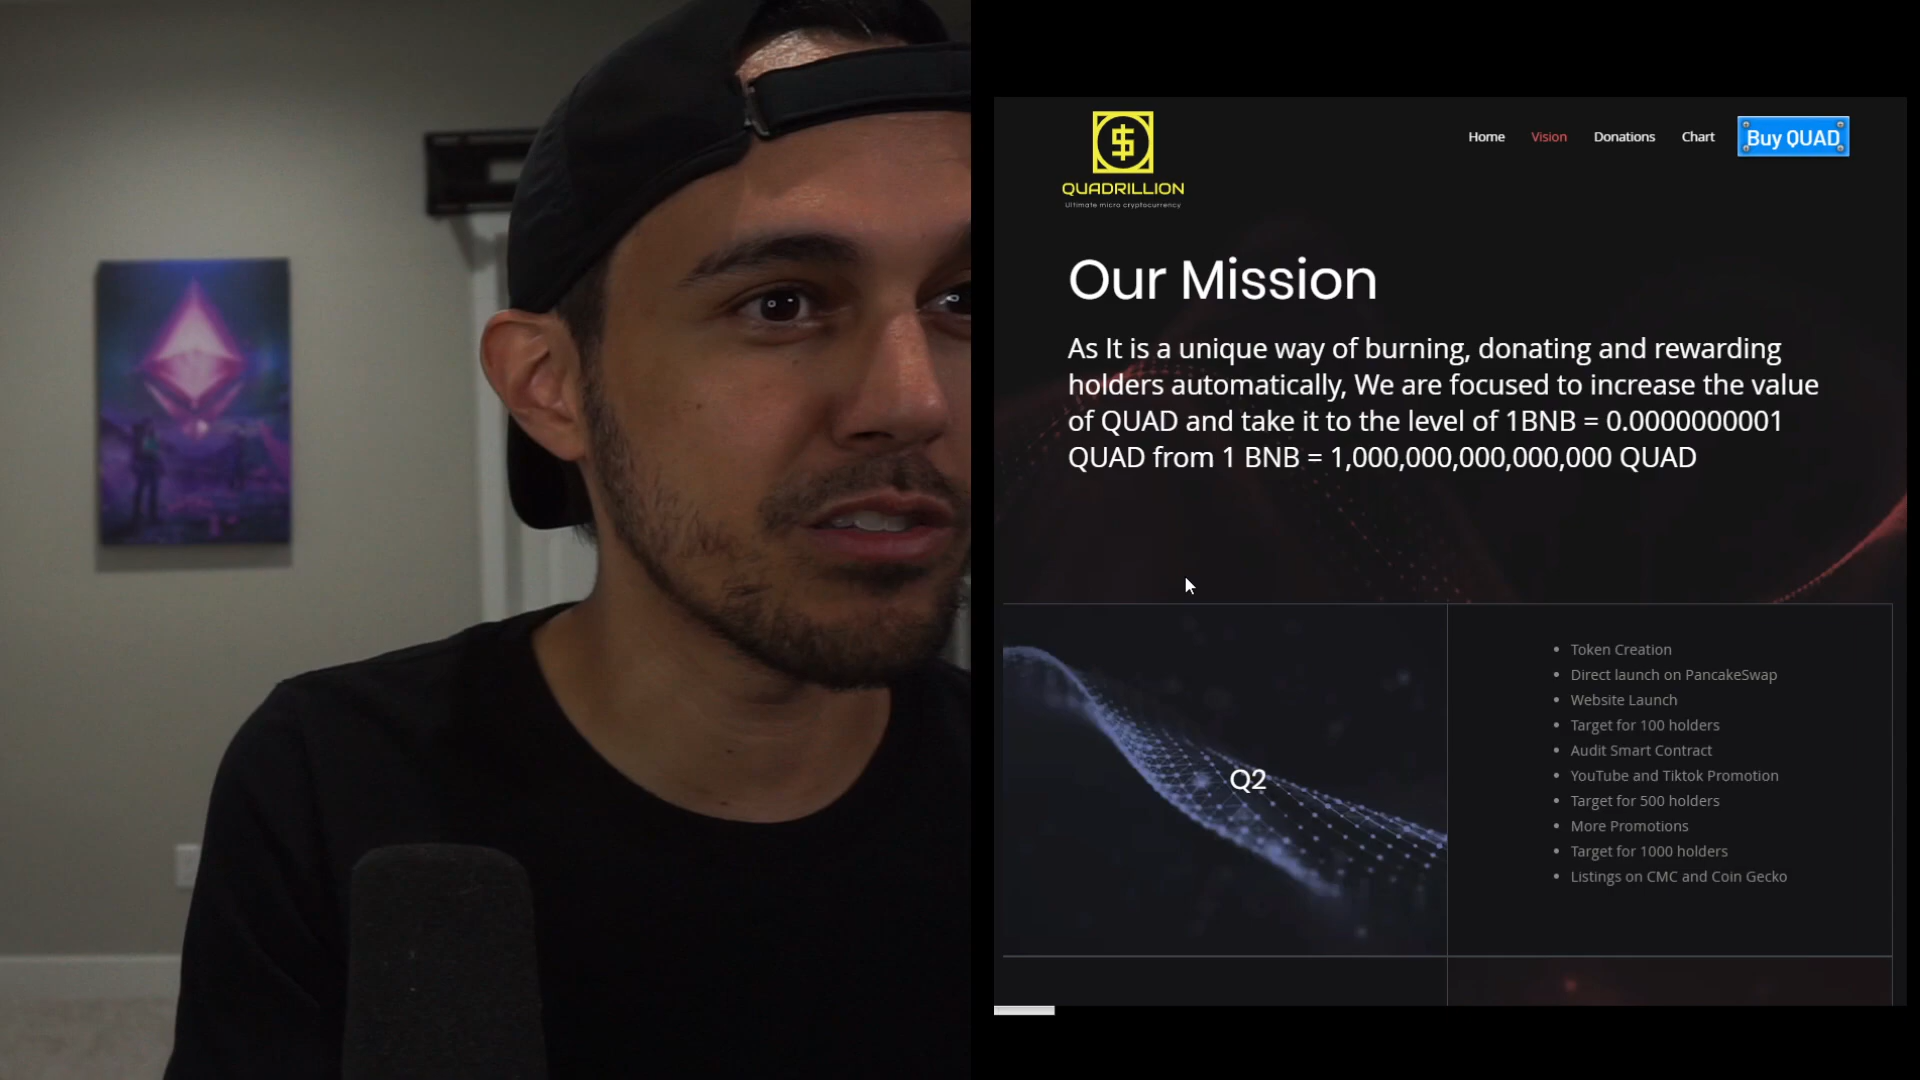 QUADRILLION
Ultimate micro cryptocurrency
Home
Vision
Donations
Chart
Buy QUAD
Our Mission
As It is a unique way of burning, donating and rewarding
holders automatically, We are focused to increase the value
of QUAD and take it to the level of 1BNB = 0.0000000001
QUAD from 1 BNB = 1,000,000,000,000,000 QUAD
Q2
Token Creation
Direct launch on PancakeSwap
Website Launch
Target for 100 holders
Audit Smart Contract
YouTube and Tiktok Promotion
Target for 500 holders
More Promotions
Target for 1000 holders
Listings on CMC and Coin Gecko